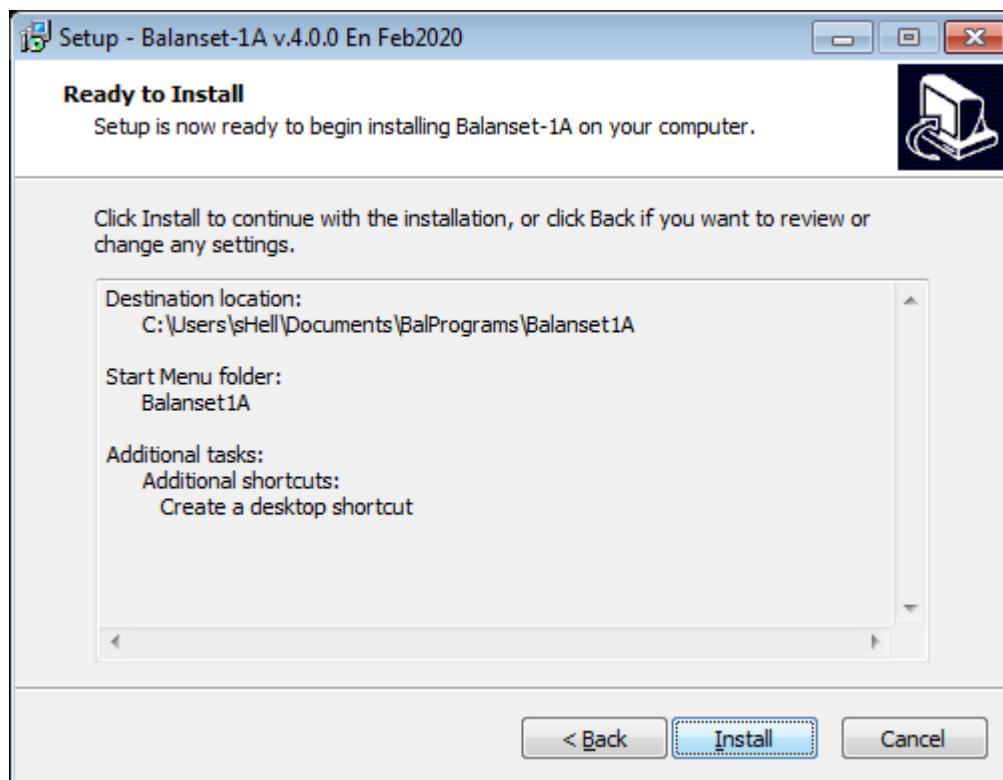 Setup - Balanset-1A v.4.0.0 En Feb2020
Ready to Install
Setup is now ready to begin installing Balanset-1A on your computer.
Click Install to continue with the installation, or click Back if you want to review or
change any settings.
Destination location:
C:\Users\sHell\Documents\BalPrograms\Balanset1A
Start Menu folder:
Balanset1A
Additional tasks:
Additional shortcuts:
Create a desktop shortcut
< Back
Install
Cancel